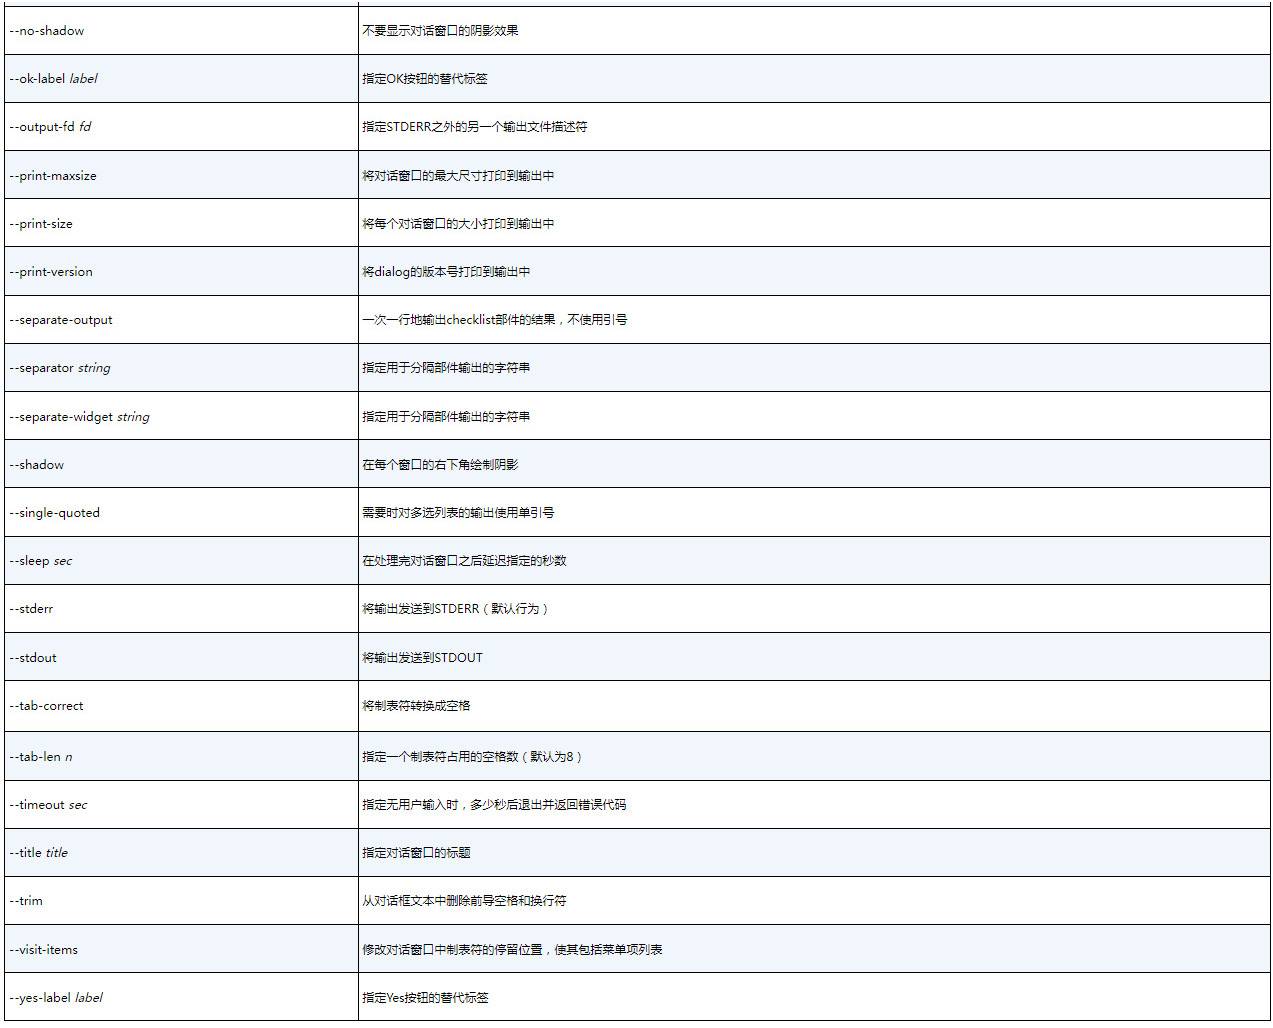 --no-shadow 不要显示对话窗口的阴影效果
--ok-label label 指定OK按钮的替代标签
--output-fd fd 指定STDERR之外的另一个输出文件描述符
--print-maxsize 将对话窗口的最大尺寸打印到输出中
--print-size 将每个对话窗口的大小打印到输出中
--print-version 将dialog的版本号打印到输出中
--separate-output 一次一行地输出checklist部件的结果，不使用引号
--separator string 指定用于分隔部件输出的字符串
--separate-widget string 指定用于分隔部件输出的字符串
--shadow 在每个窗口的右下角绘制阴影
--single-quoted 需要时对多选列表的输出使用单引号
--sleep sec 在处理完对话窗口之后延迟指定的秒数
--stderr 将输出发送到STDERR（默认行为）
--stdout 将输出发送到STDOUT
--tab-correct 将制表符转换成空格
--tab-len n 指定一个制表符占用的空格数（默认为8）
--timeout sec 指定无用户输入时，多少秒后退出并返回错误代码
--title title 指定对话窗口的标题
--trim 从对话框文本中删除前导空格和换行符
--visit-items 修改对话窗口中制表符的停留位置，使其包括菜单项列表
--yes-label label 指定Yes按钮的替代标签